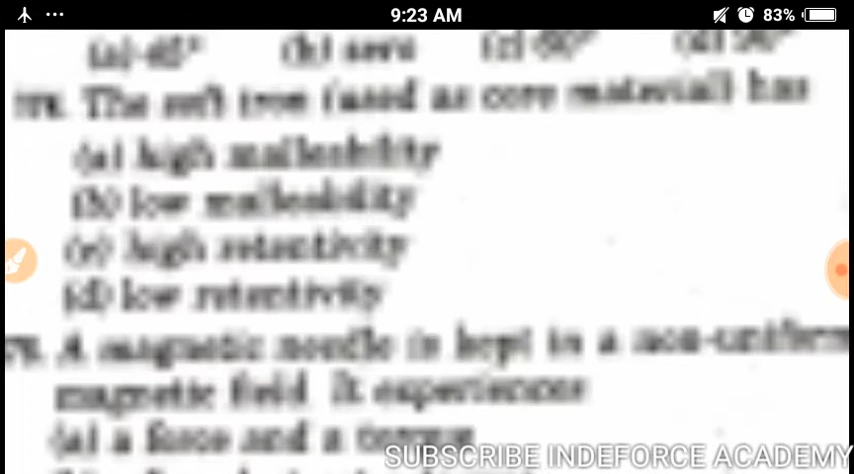 9:23 AM 83%
(a) 45° (b) zero (c) 60° (d) 90°
The soft iron (used as core material) has
(a) high malleability
(b) low malleability
(c) high retentivity
(d) low retentivity
A magnetic needle is kept in a non-uniform
magnetic field. It experiences
(a) a force and a torque
SUBSCRIBE INDEFORCE ACADEMY